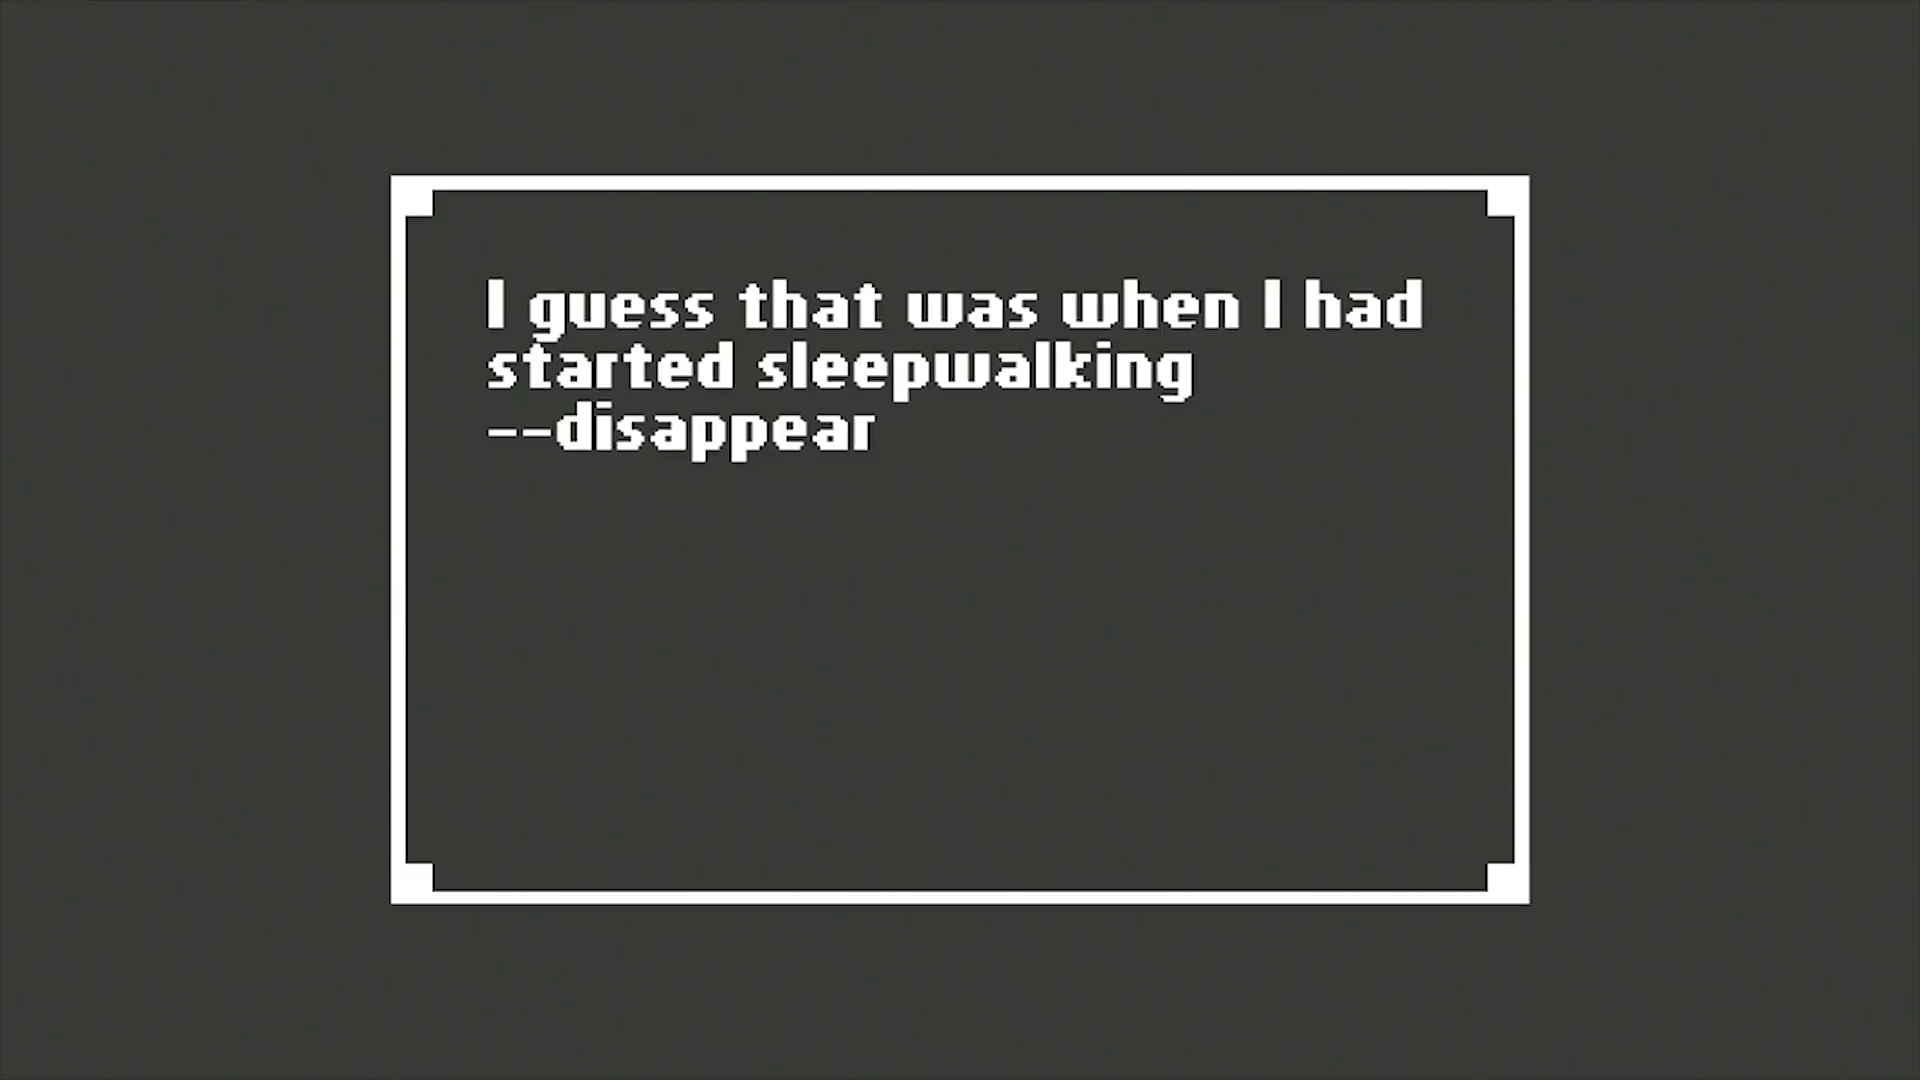 I guess that was when I had
started sleepwalking
--disappear